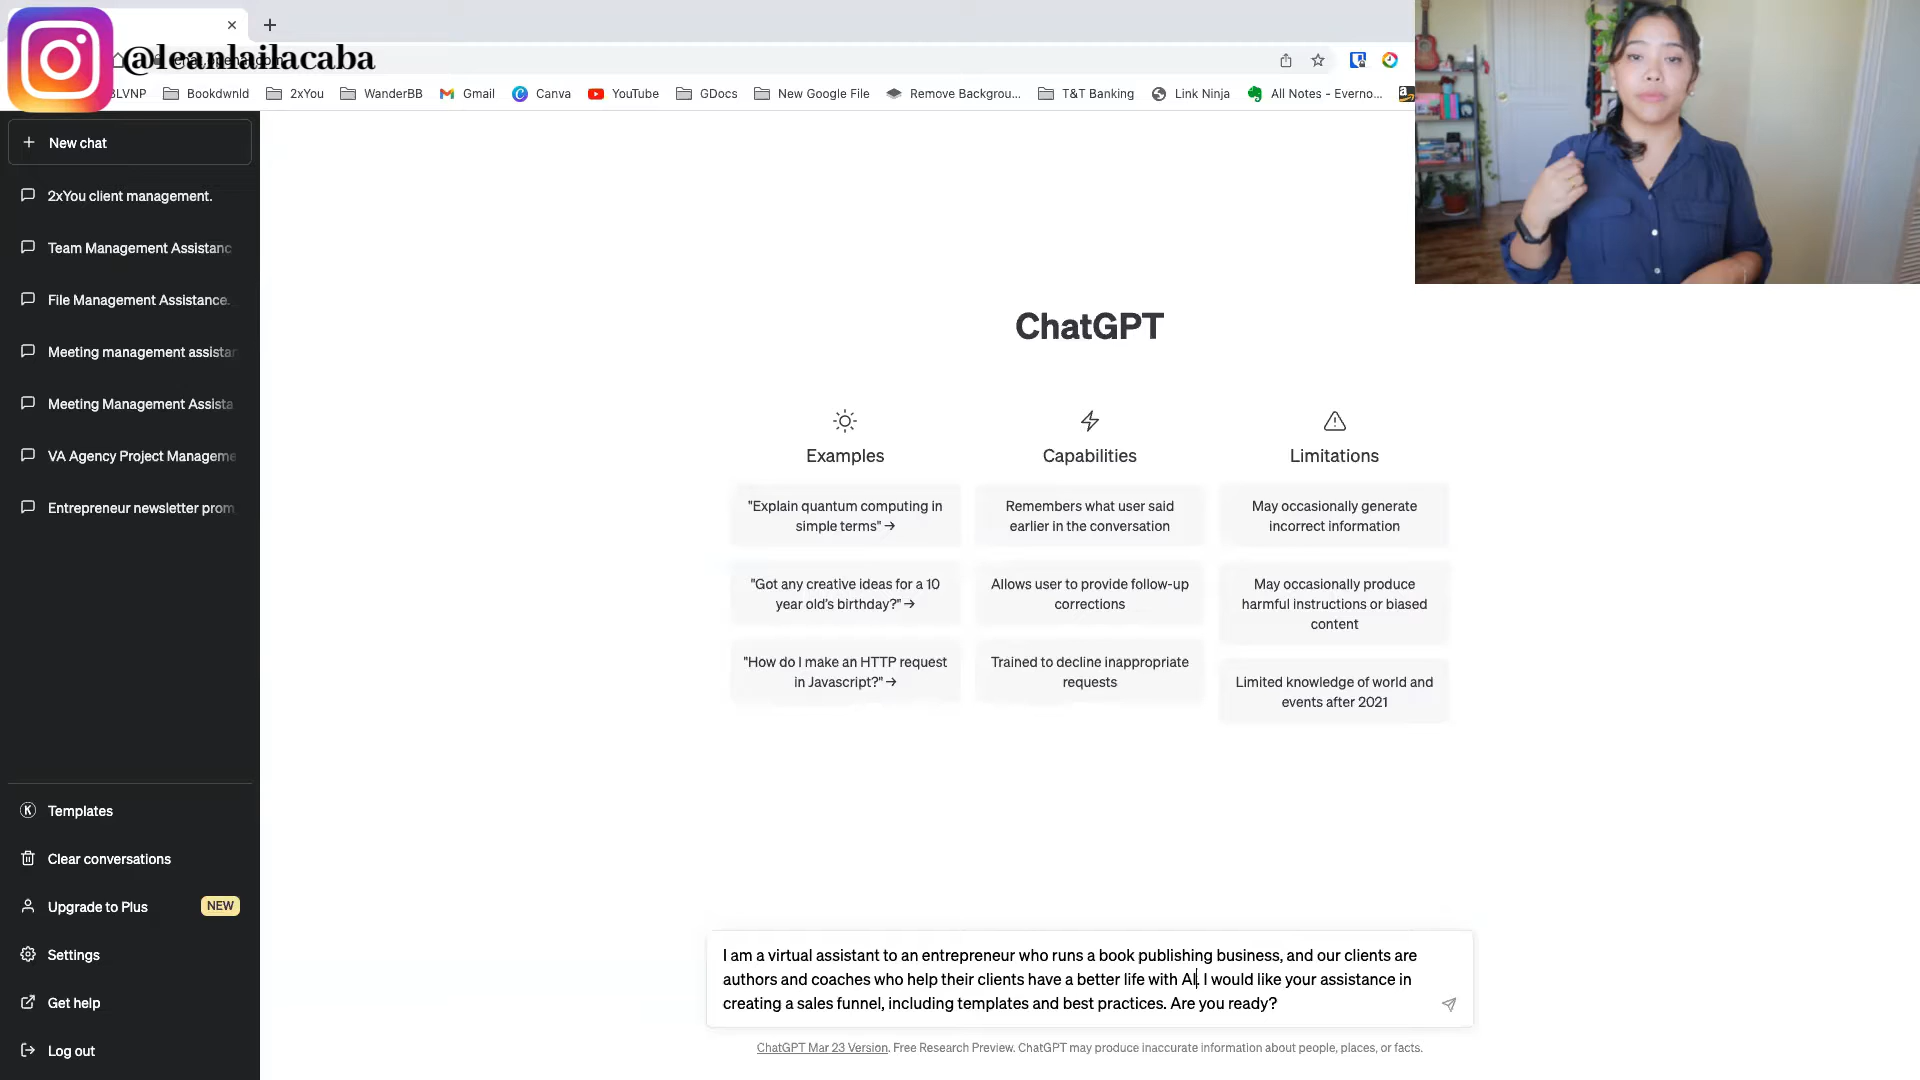 @leanlailacaba
BLVNP
Bookdwnld
2xYou
WanderBB
Gmail
Canva
YouTube
GDocs
New Google File
Remove Backgrou...
T&T Banking
Link Ninja
All Notes - Everno...
New chat
2xYou client management.
Team Management Assistanc
File Management Assistance.
Meeting management assistan
Meeting Management Assista
VA Agency Project Manageme
Entrepreneur newsletter prom
Templates
Clear conversations
Upgrade to Plus
NEW
Settings
Get help
Log out
ChatGPT
Examples
"Explain quantum computing in
simple terms" →
"Got any creative ideas for a 10
year old's birthday?" →
"How do I make an HTTP request
in Javascript?" →
Capabilities
Remembers what user said
earlier in the conversation
Allows user to provide follow-up
corrections
Trained to decline inappropriate
requests
Limitations
May occasionally generate
incorrect information
May occasionally produce
harmful instructions or biased
content
Limited knowledge of world and
events after 2021
I am a virtual assistant to an entrepreneur who runs a book publishing business, and our clients are
authors and coaches who help their clients have a better life with AI. I would like your assistance in
creating a sales funnel, including templates and best practices. Are you ready?
ChatGPT Mar 23 Version. Free Research Preview. ChatGPT may produce inaccurate information about people, places, or facts.